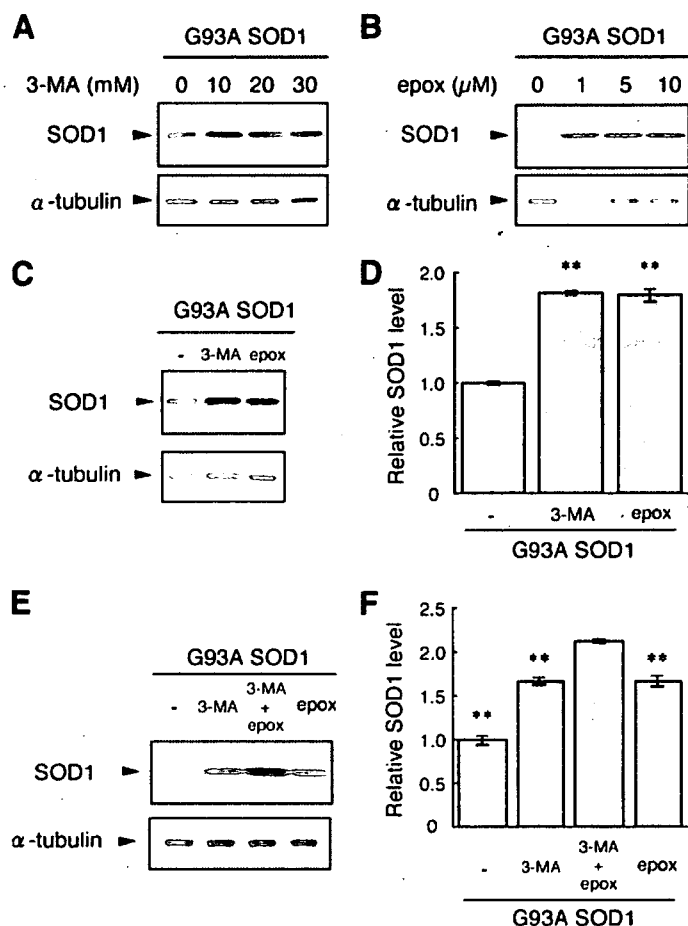 A
G93A SOD1
3-MA (mM) 0 10 20 30
SOD1
α-tubulin
B
G93A SOD1
epox (μM) 0 1 5 10
SOD1
α-tubulin
C
G93A SOD1
- 3-MA epox
SOD1
α-tubulin
D
Relative SOD1 level
2.0
1.5
1.0
0.5
0
** **
- 3-MA epox
G93A SOD1
E
G93A SOD1
- 3-MA 3-MA + epox epox
SOD1
α-tubulin
F
Relative SOD1 level
2.5
2.0
1.5
1.0
0.5
0
** ** **
- 3-MA 3-MA + epox epox
G93A SOD1